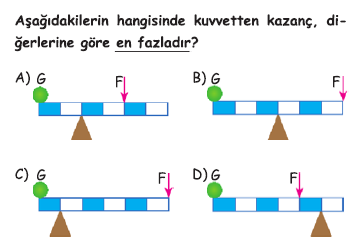 Aşağıdakilerin hangisinde kuvvetten kazanç, di-
ğerlerine göre en fazladır?
A) G F B) G F
C) G F D) G F